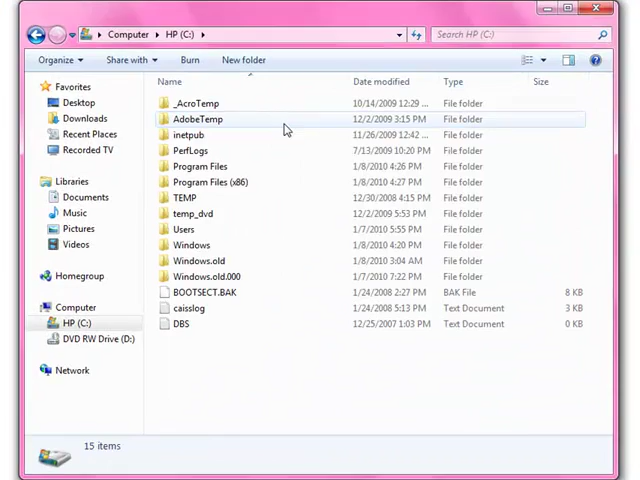 Computer HP (C:) Search HP (C:)
Organize Share with Burn New folder
Name Date modified Type Size
Favorites
Desktop
Downloads
Recent Places
Recorded TV
Libraries
Documents
Music
Pictures
Videos
Homegroup
Computer
HP (C:)
DVD RW Drive (D:)
Network
_AcroTemp 10/14/2009 12:29 ... File folder
AdobeTemp 12/2/2009 3:15 PM File folder
inetpub 11/26/2009 12:42 ... File folder
PerfLogs 7/13/2009 10:20 PM File folder
Program Files 1/8/2010 4:26 PM File folder
Program Files (x86) 1/8/2010 4:27 PM File folder
TEMP 12/30/2008 4:15 PM File folder
temp_dvd 12/2/2009 5:53 PM File folder
Users 1/7/2010 5:55 PM File folder
Windows 1/8/2010 4:20 PM File folder
Windows.old 1/8/2010 3:04 AM File folder
Windows.old.000 1/7/2010 7:22 PM File folder
BOOTSECT.BAK 1/24/2008 2:27 PM BAK File 8 KB
caisslog 1/24/2008 5:13 PM Text Document 3 KB
DBS 12/25/2007 1:03 PM Text Document 0 KB
15 items